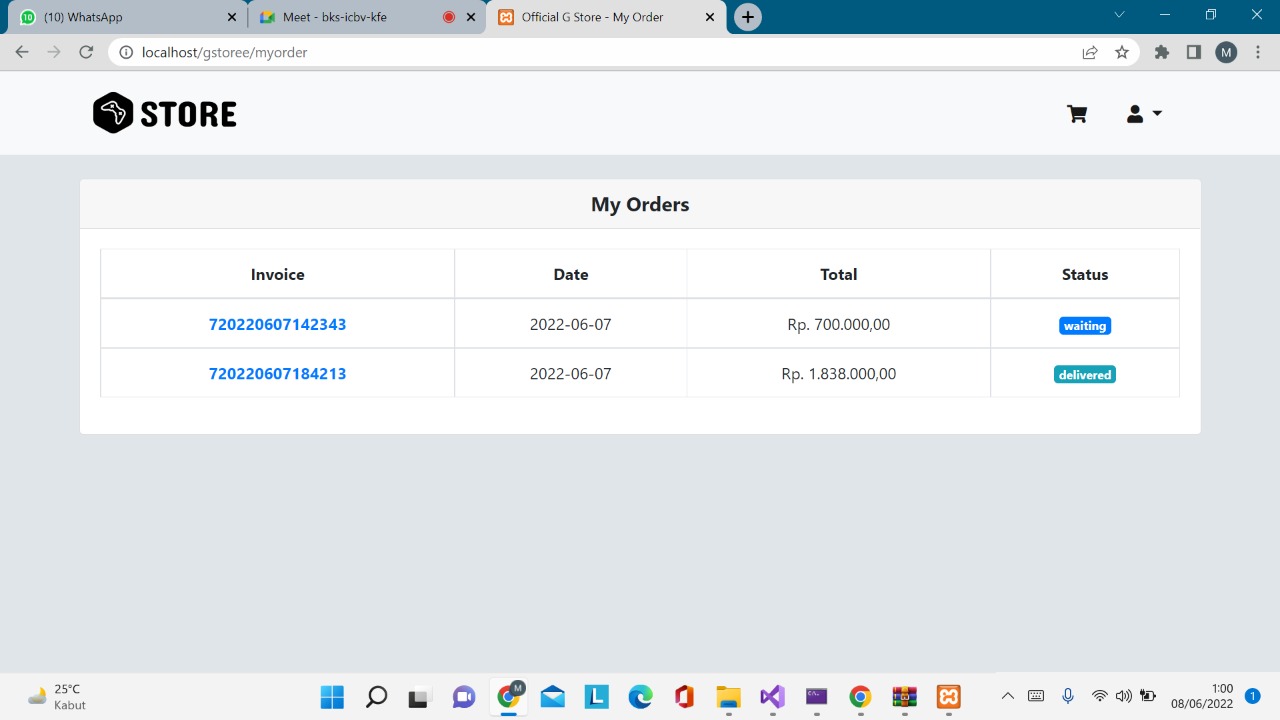 10 (10) WhatsApp
Meet - bks-icbv-kfe
Official G Store - My Order
localhost/gstoree/myorder
M
STORE
My Orders
Invoice Date Total Status
720220607142343 2022-06-07 Rp. 700.000,00 waiting
720220607184213 2022-06-07 Rp. 1.838.000,00 delivered
25°C
Kabut
M
L
1:00
08/06/2022
1